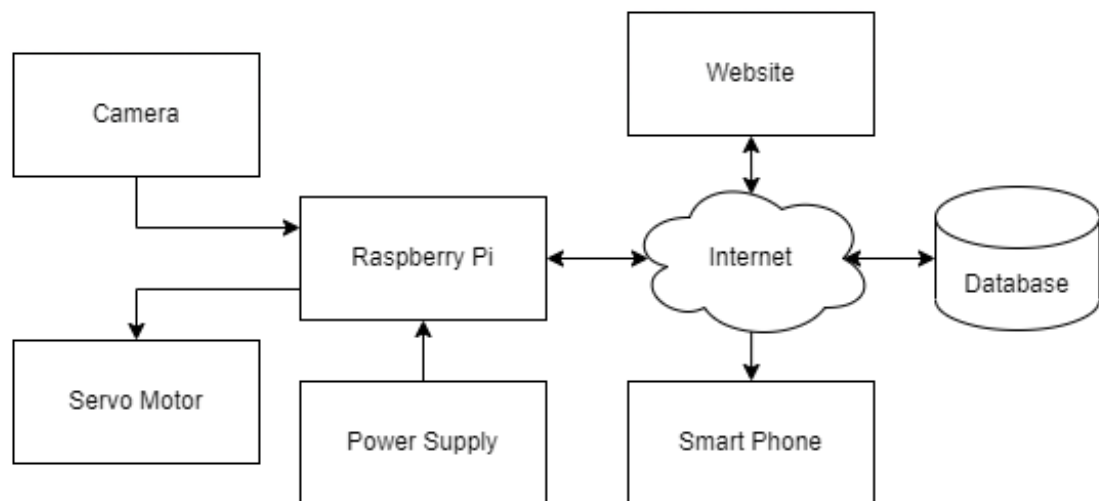 Camera
Website
Raspberry Pi
Internet
Database
Servo Motor
Power Supply
Smart Phone